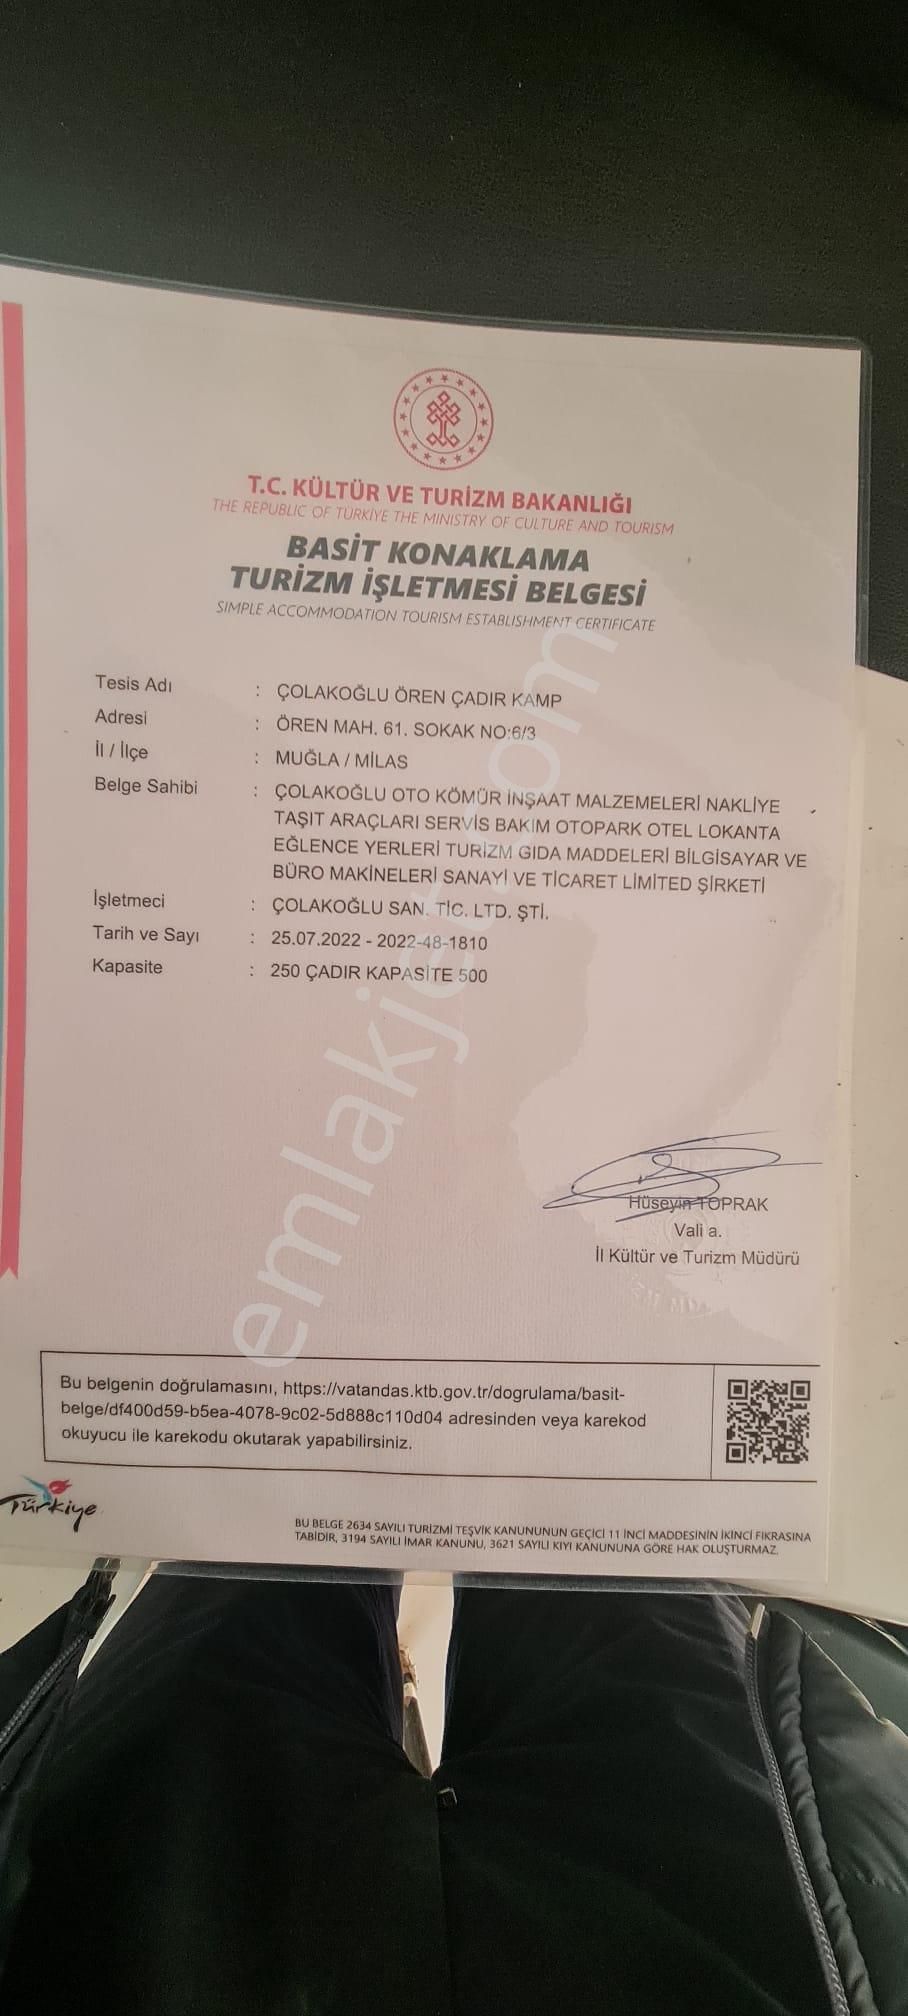 T.C. KÜLTÜR VE TURİZM BAKANLIĞI
THE REPUBLIC OF TÜRKİYE THE MINISTRY OF CULTURE AND TOURISM
BASİT KONAKLAMA
TURİZM İŞLETMESİ BELGESİ
SIMPLE ACCOMMODATION TOURISM ESTABLISHMENT CERTIFICATE
Tesis Adı : ÇOLAKOĞLU ÖREN ÇADIR KAMP
Adresi : ÖREN MAH. 61. SOKAK NO:6/3
İl / İlçe : MUĞLA / MİLAS
Belge Sahibi : ÇOLAKOĞLU OTO KÖMÜR İNŞAAT MALZEMELERİ NAKLİYE
TAŞIT ARAÇLARI SERVİS BAKIM OTOPARK OTEL LOKANTA
EĞLENCE YERLERİ TURİZM GIDA MADDELERİ BİLGİSAYAR VE
BÜRO MAKİNELERİ SANAYİ VE TİCARET LİMİTED ŞİRKETİ
İşletmeci : ÇOLAKOĞLU SAN. TİC. LTD. ŞTİ.
Tarih ve Sayı : 25.07.2022 - 2022-48-1810
Kapasite : 250 ÇADIR KAPASİTE 500
emlakjet.com
Hüseyin TOPRAK
Vali a.
İl Kültür ve Turizm Müdürü
Bu belgenin doğrulamasını, https://vatandas.ktb.gov.tr/dogrulama/basit-
belge/df400d59-b5ea-4078-9c02-5d888c110d04 adresinden veya karekod
okuyucu ile karekodu okutarak yapabilirsiniz.
Türkiye
BU BELGE 2634 SAYILI TURİZMİ TEŞVİK KANUNUNUN GEÇİCİ 11 İNCİ MADDESİNİN İKİNCİ FIKRASINA
TABİDİR, 3194 SAYILI İMAR KANUNU, 3621 SAYILI KIYI KANUNUNA GÖRE HAK OLUŞTURMAZ.